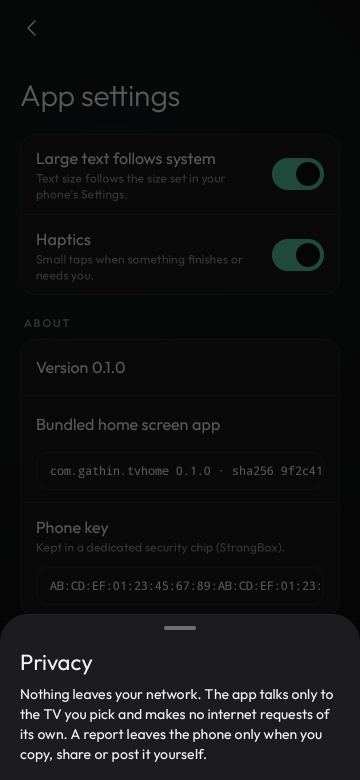 App settings
Large text follows system
Text size follows the size set in your
phone's Settings.
Haptics
Small taps when something finishes or
needs you.
ABOUT
Version 0.1.0
Bundled home screen app
com.gathin.tvhome 0.1.0 · sha256 9f2c41
Phone key
Kept in a dedicated security chip (StrongBox).
AB:CD:EF:01:23:45:67:89:AB:CD:EF:01:23:
Privacy
Nothing leaves your network. The app talks only to
the TV you pick and makes no internet requests of
its own. A report leaves the phone only when you
copy, share or post it yourself.